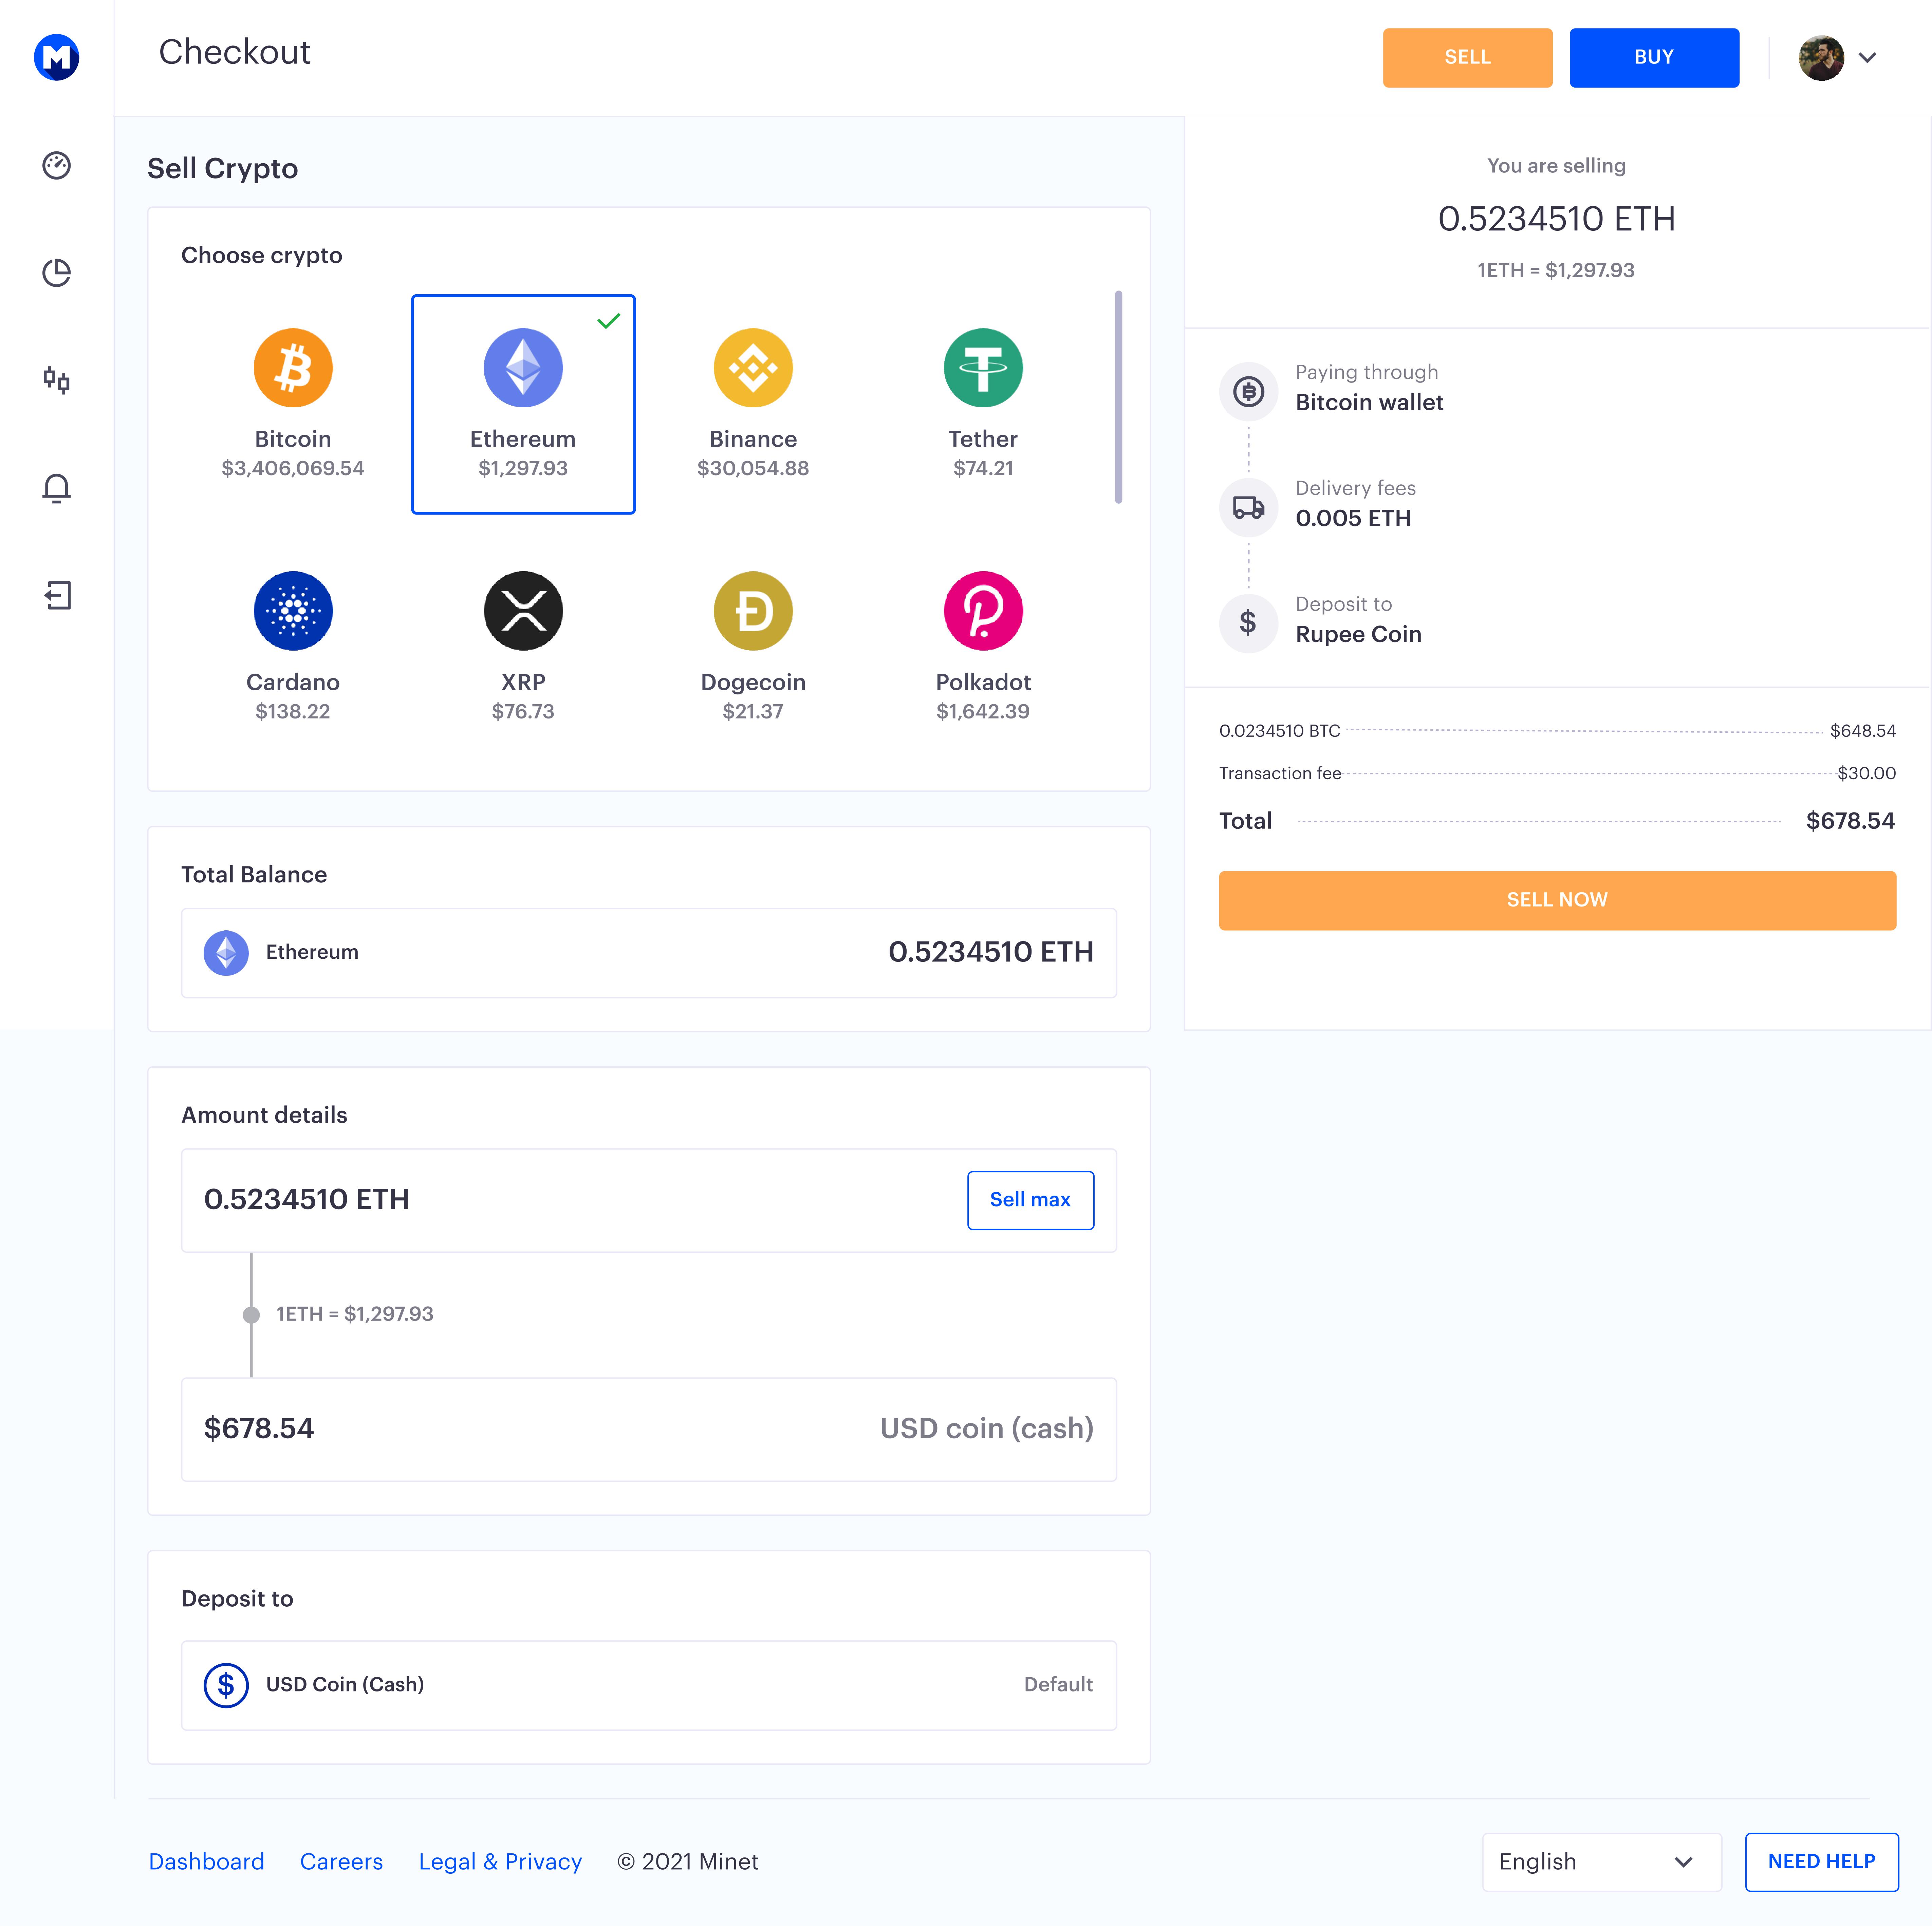 M
Checkout
SELL
BUY
Sell Crypto
Choose crypto
Bitcoin
$3,406,069.54
Ethereum
$1,297.93
Binance
$30,054.88
Tether
$74.21
Cardano
$138.22
XRP
$76.73
Dogecoin
$21.37
Polkadot
$1,642.39
Total Balance
Ethereum
0.5234510 ETH
Amount details
0.5234510 ETH
Sell max
1ETH = $1,297.93
$678.54
USD coin (cash)
Deposit to
$
USD Coin (Cash)
Default
You are selling
0.5234510 ETH
1ETH = $1,297.93
Paying through
Bitcoin wallet
Delivery fees
0.005 ETH
$
Deposit to
Rupee Coin
0.0234510 BTC
$648.54
Transaction fee
$30.00
Total
$678.54
SELL NOW
Dashboard
Careers
Legal & Privacy
© 2021 Minet
English
NEED HELP